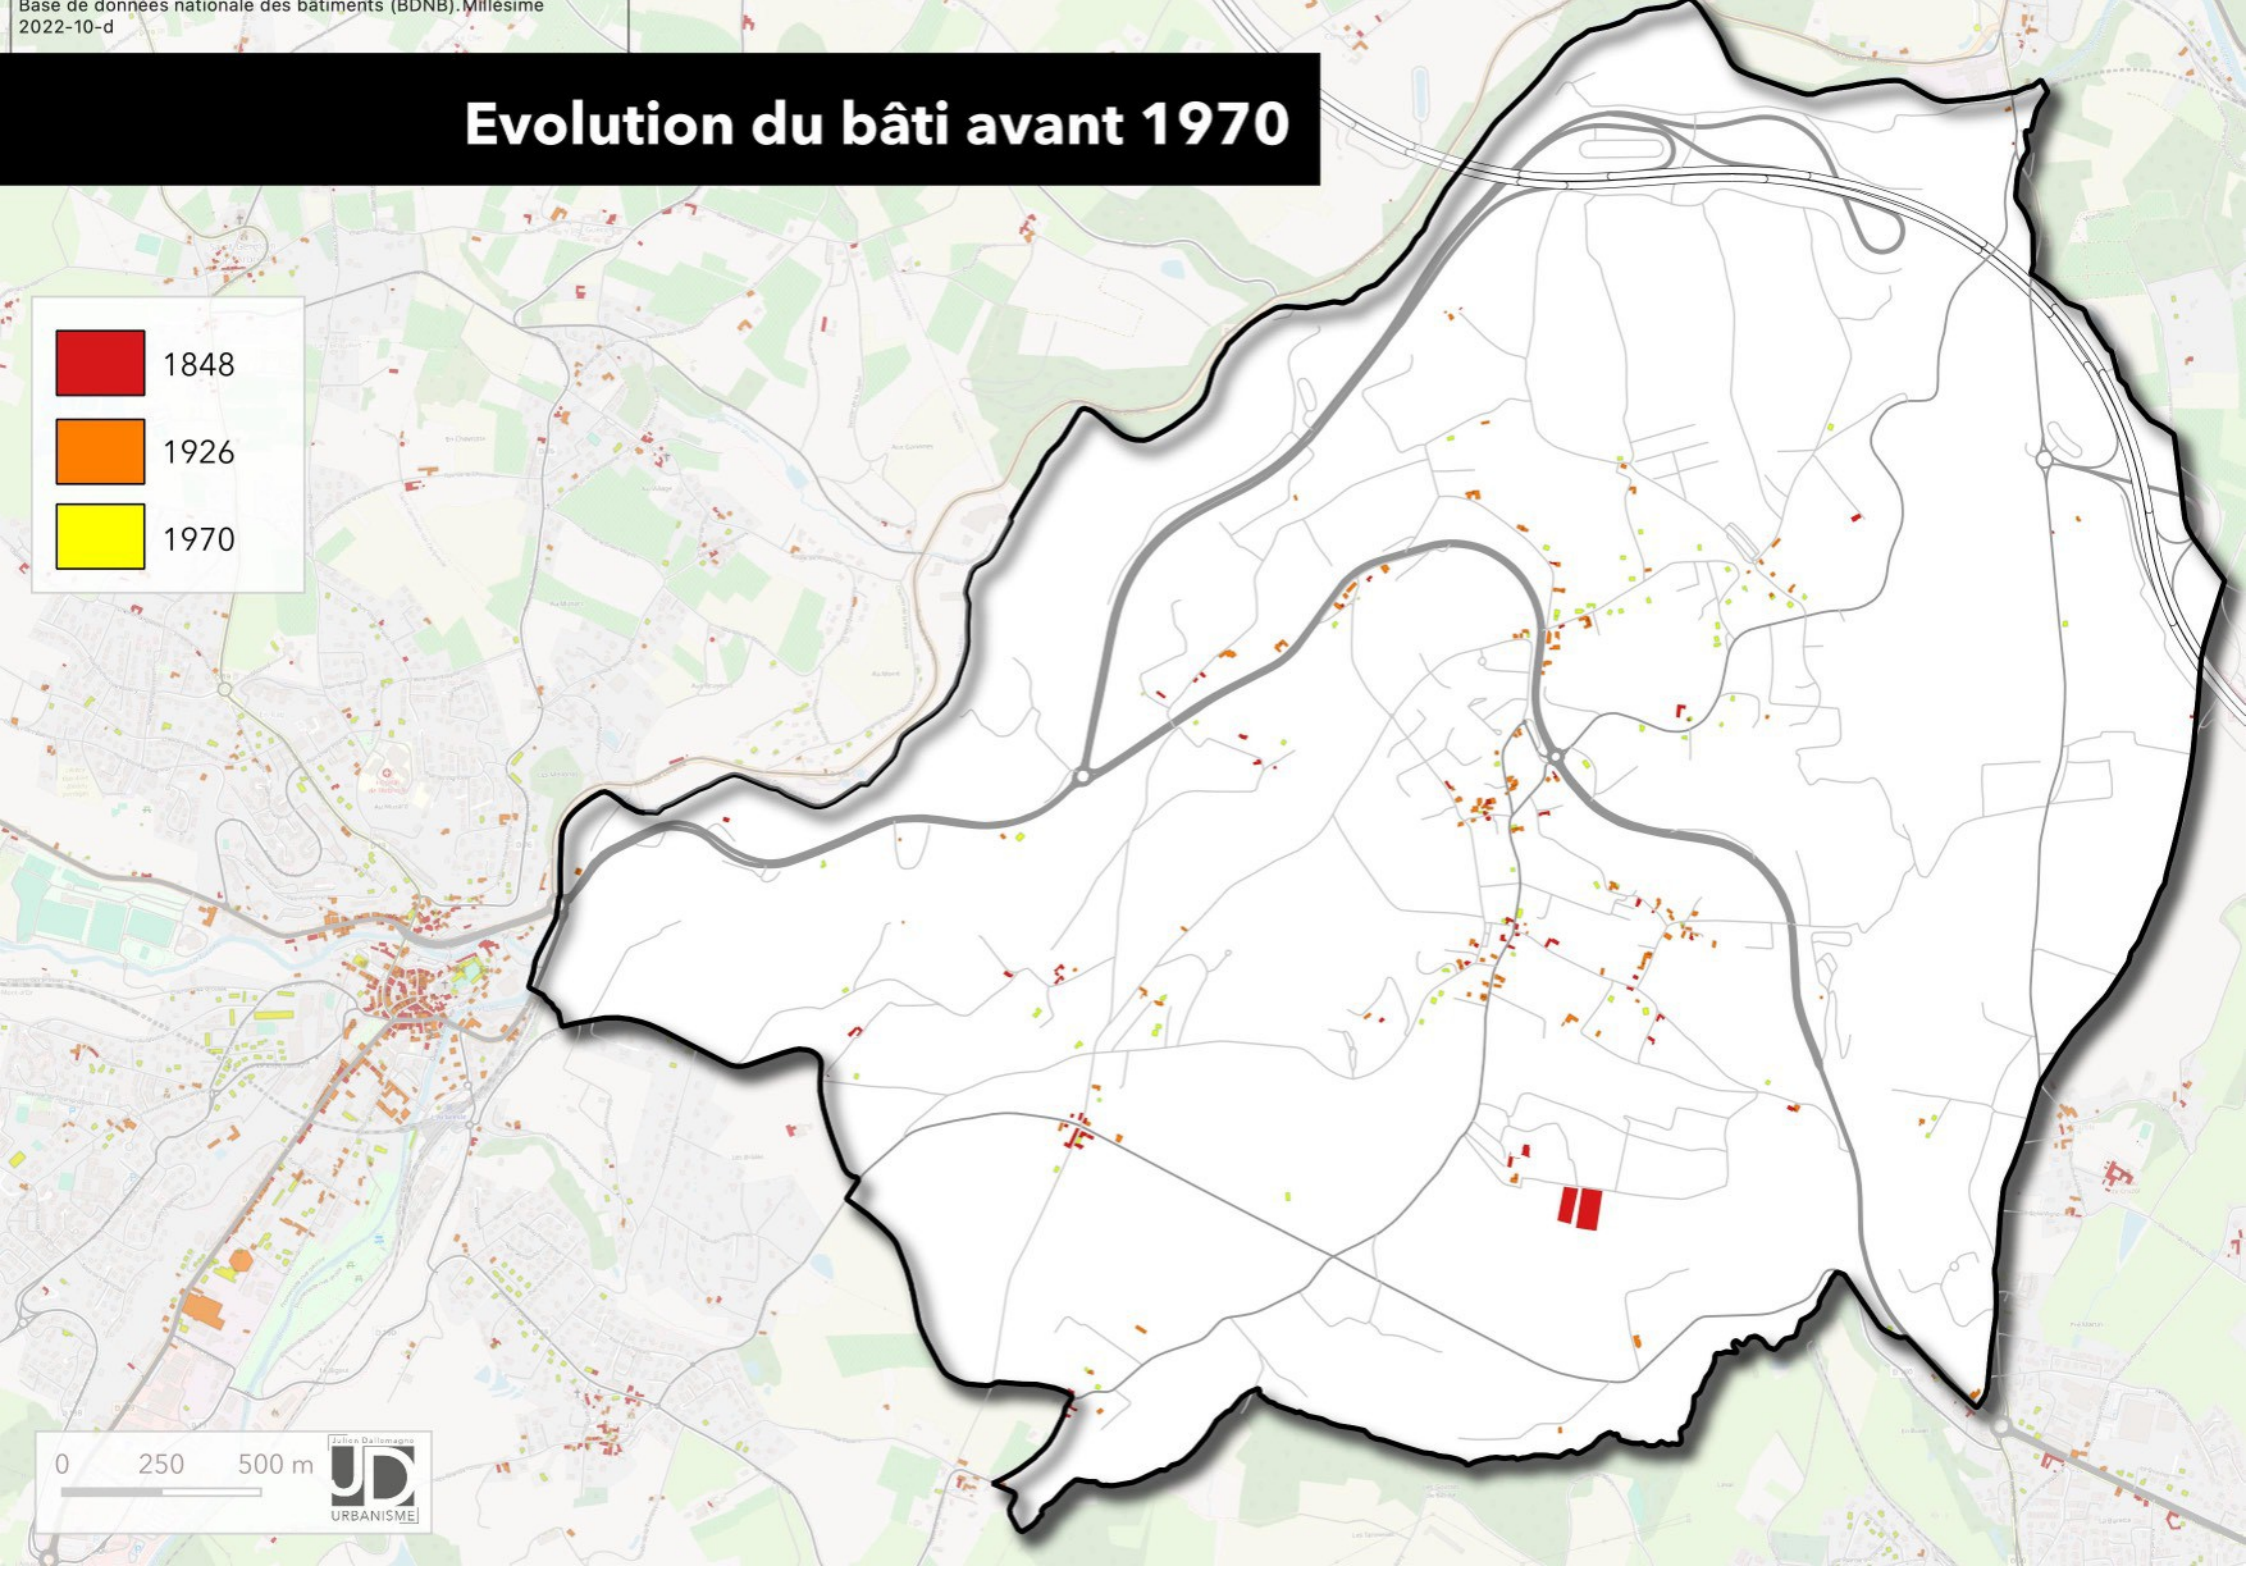 Base de données nationale des bâtiments (BDNB).Millésime
2022-10-d
Evolution du bâti avant 1970
1848
1926
1970
0 250 500 m
Julien Dallemagne
JD
URBANISME